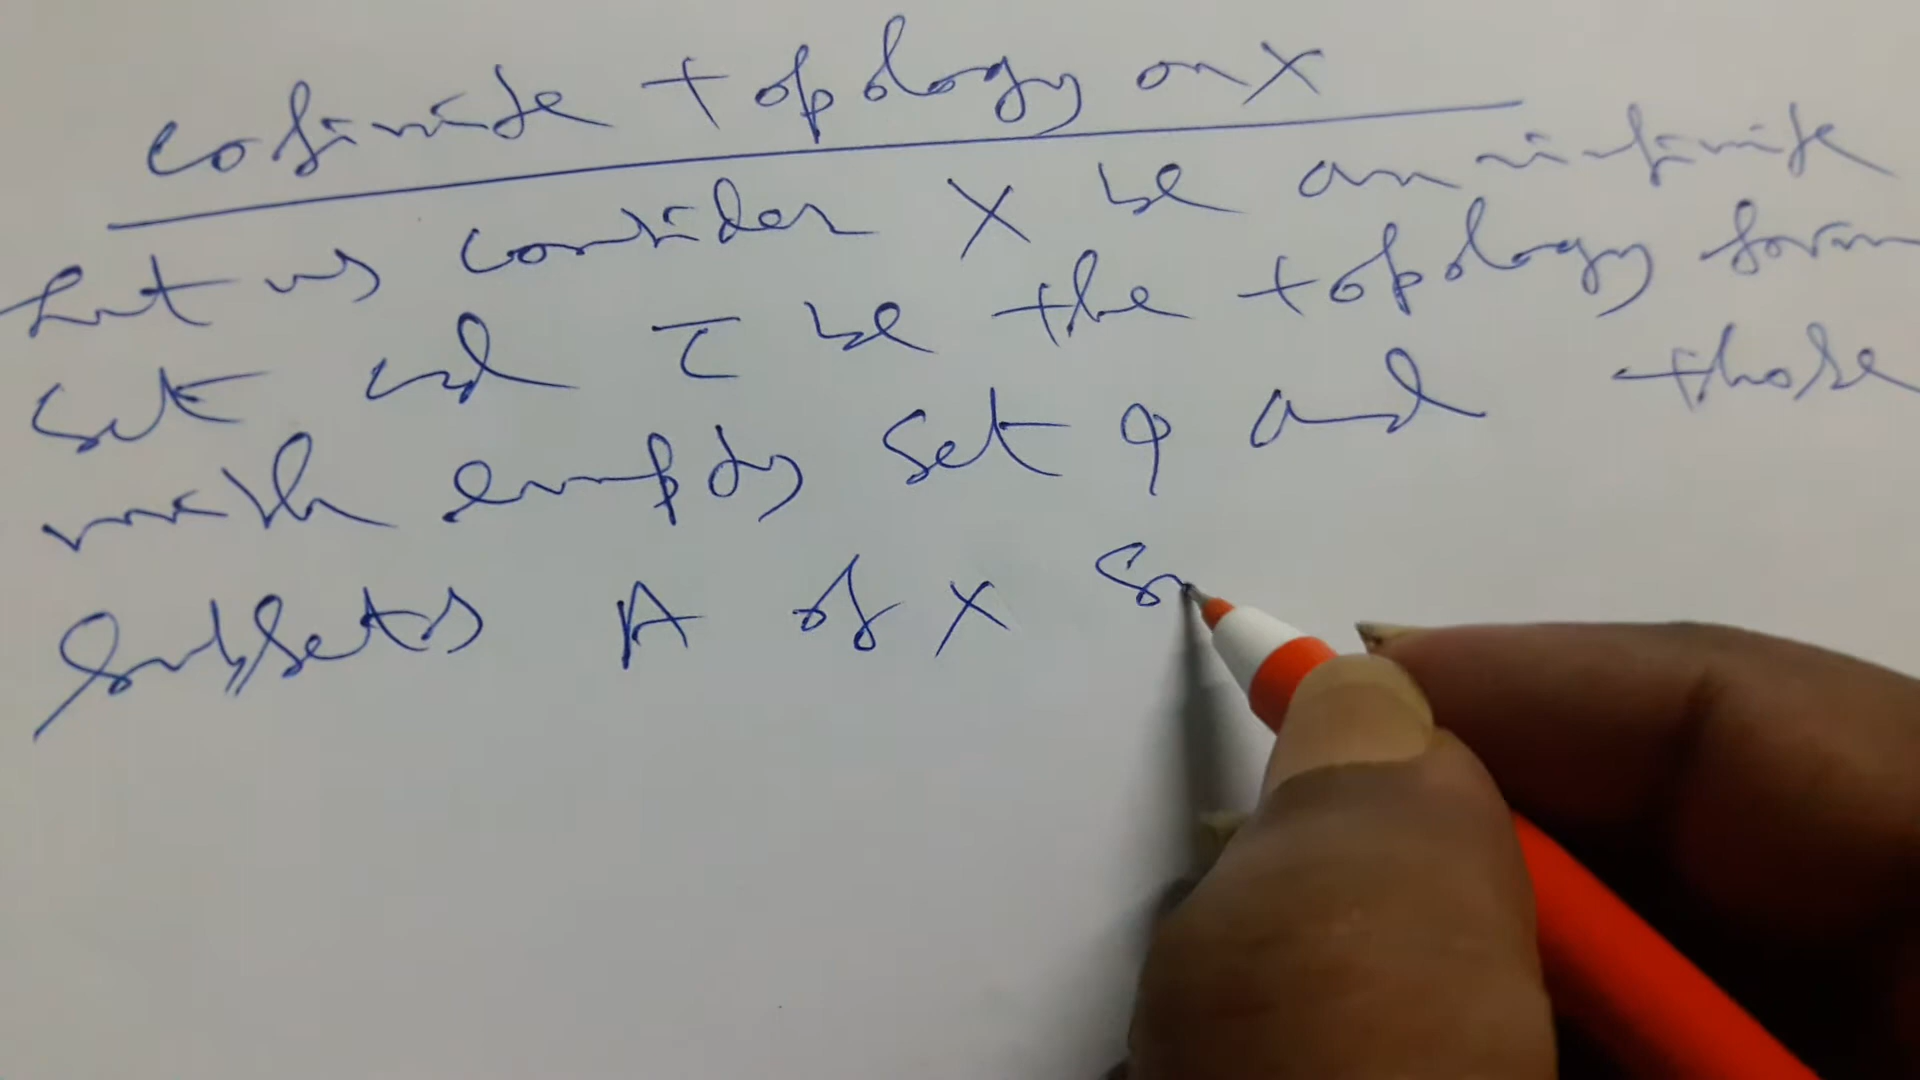 cofinite topology on X
Let us consider X be an infinite
set and τ be the topology form
with empty set φ and those
subsets A of X su